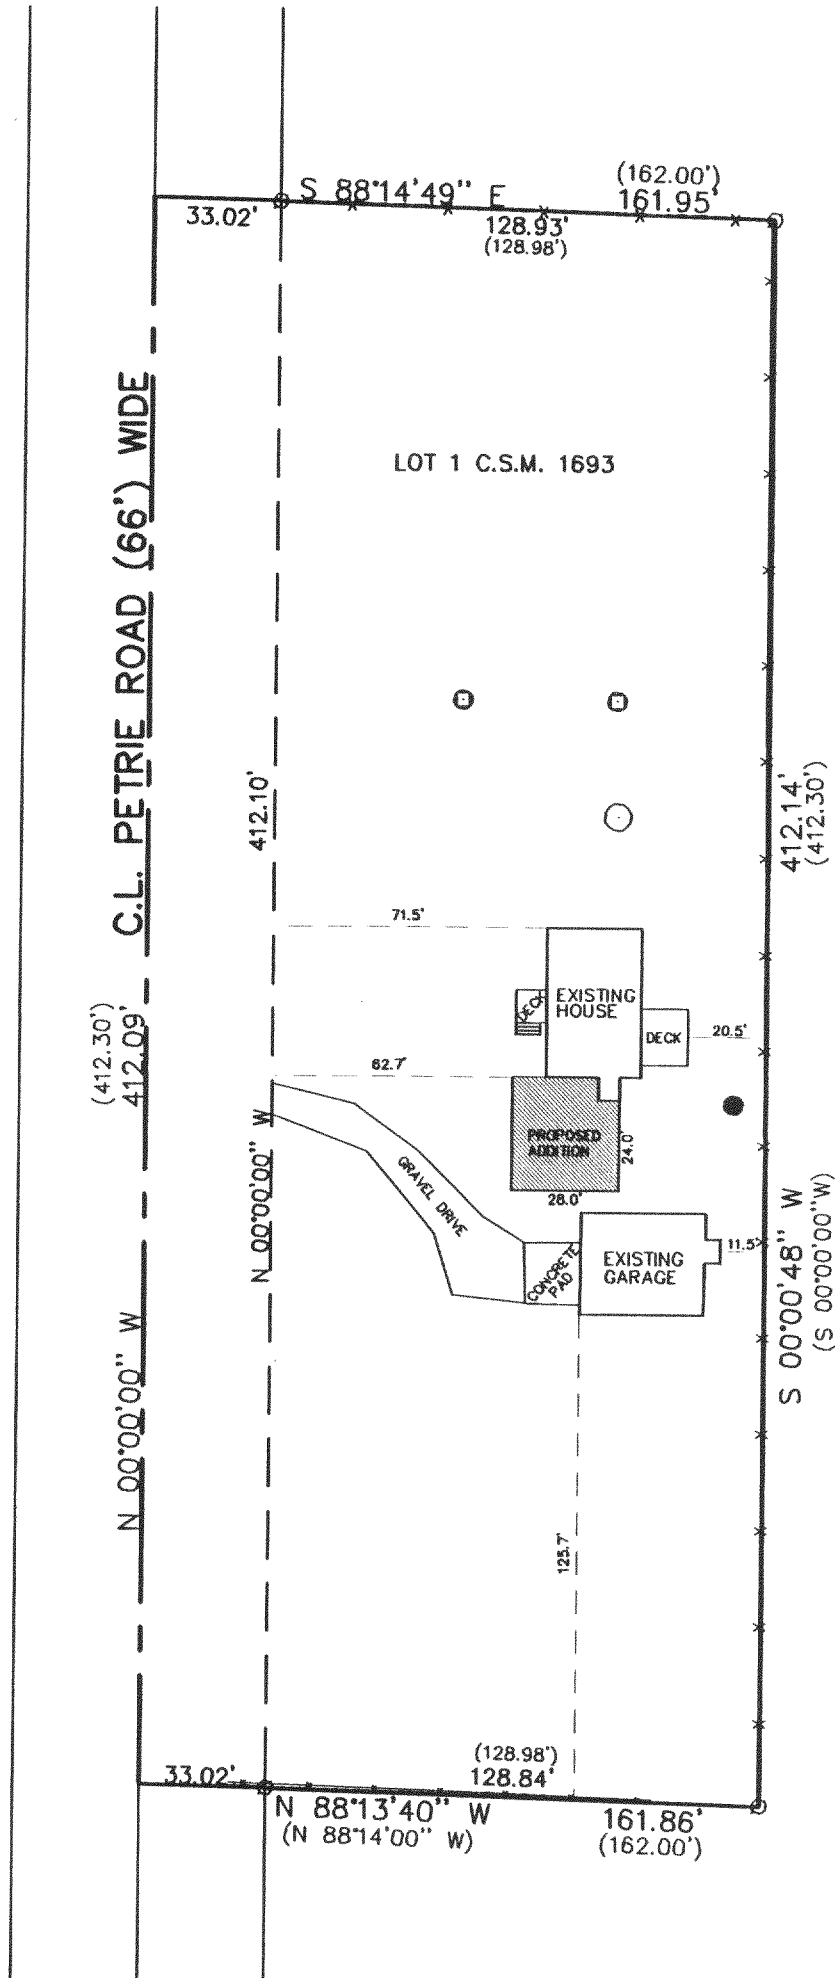 (162.00')
S 88°14'49" E
161.95'
33.02'
128.93'
(128.98')
C.L. PETRIE ROAD (66') WIDE
LOT 1 C.S.M. 1693
412.10'
412.14'
(412.30')
71.5'
DECK
EXISTING
HOUSE
DECK
20.5'
(412.30')
412.09'
62.7'
N 00°00'00" W
PROPOSED
ADDITION
24.0'
28.0'
GRAVEL DRIVE
CONCRETE
PAD
EXISTING
GARAGE
11.5'
S 00°00'48" W
(S 00°00'00"W)
N 00°00'00" W
125.7'
33.02'
(128.98')
128.84'
N 88°13'40" W
(N 88°14'00" W)
161.86'
(162.00')